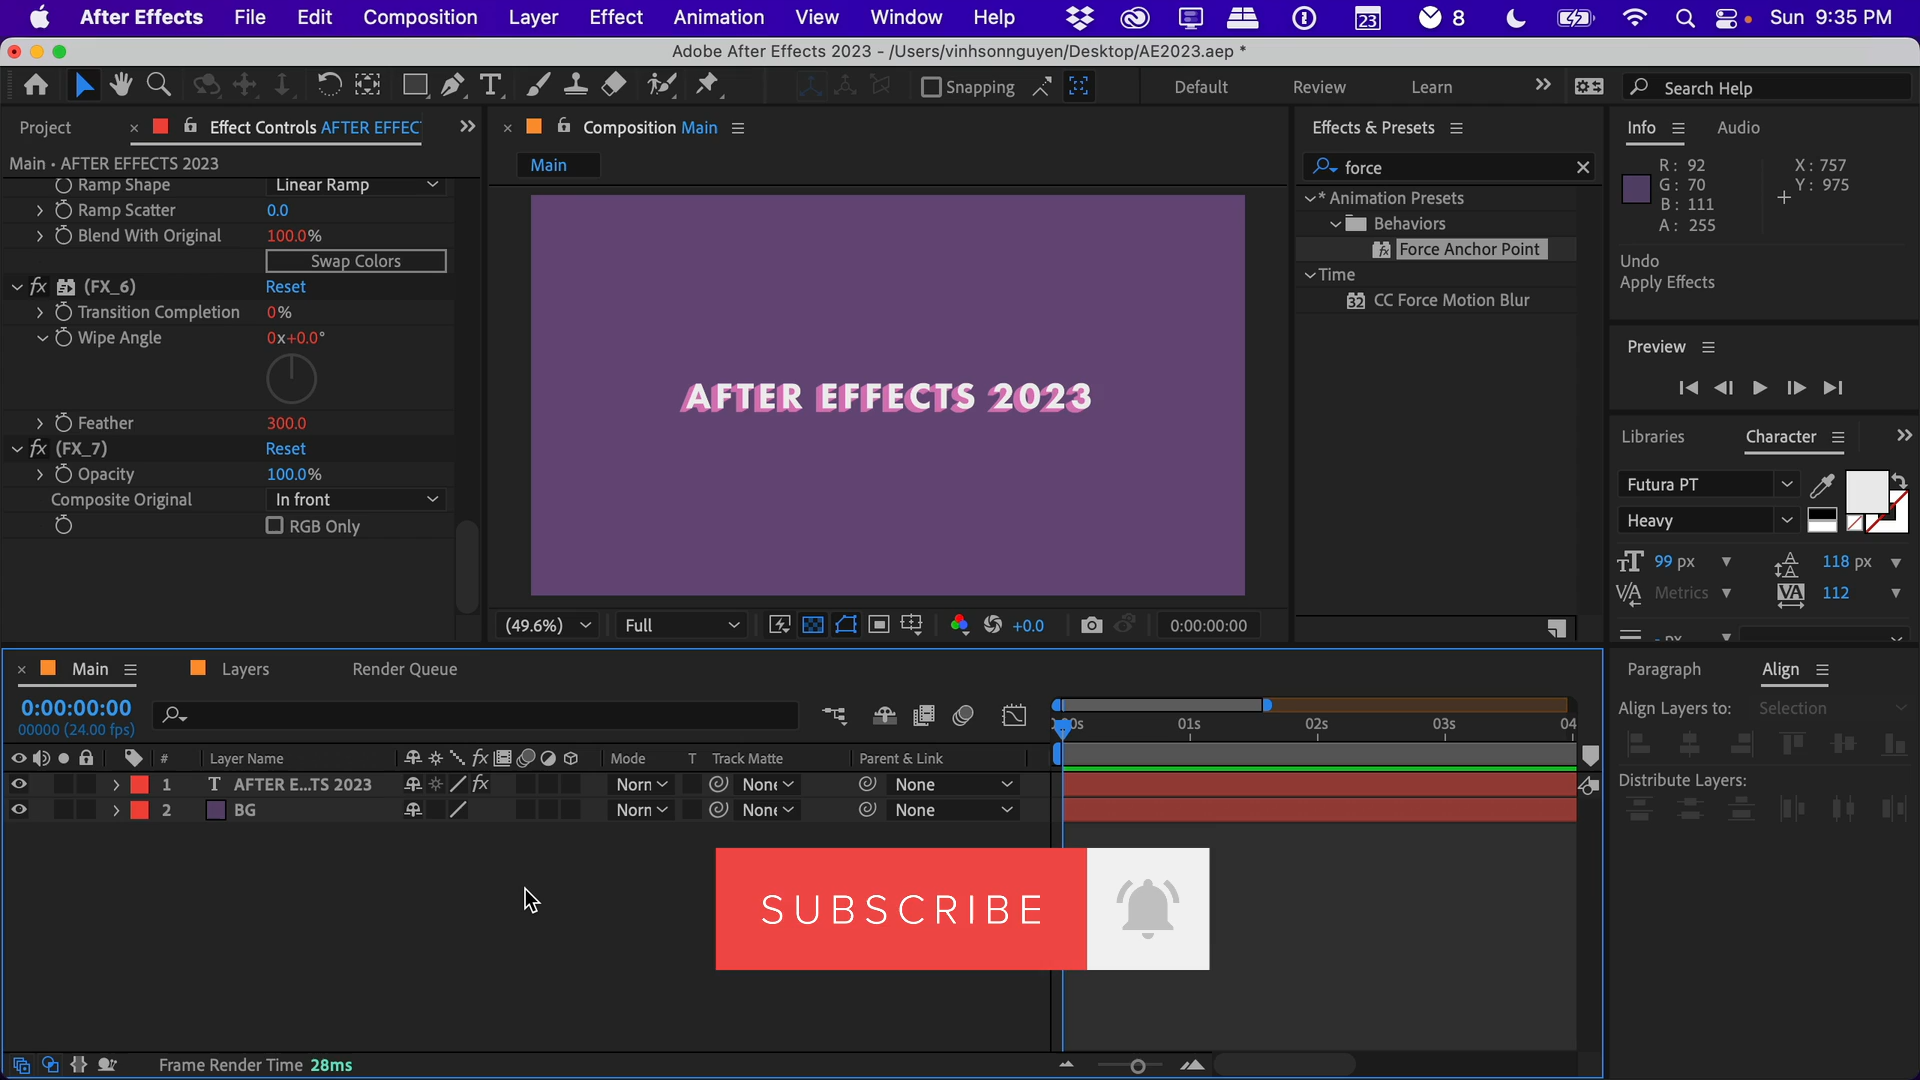 After Effects File Edit Composition Layer Effect Animation View Window Help 23 8 Sun 9:35 PM
Adobe After Effects 2023 - /Users/vinhsonnguyen/Desktop/AE2023.aep *
Snapping Default Review Learn Search Help
Project Effect Controls AFTER EFFEC
Main • AFTER EFFECTS 2023
Ramp Shape Linear Ramp
Ramp Scatter 0.0
Blend With Original 100.0%
Swap Colors
fx (FX_6) Reset
Transition Completion 0%
Wipe Angle 0x+0.0°
Feather 300.0
fx (FX_7) Reset
Opacity 100.0%
Composite Original In front
RGB Only
Composition Main
Main
AFTER EFFECTS 2023
(49.6%) Full +0.0 0:00:00:00
Effects & Presets
force
* Animation Presets
Behaviors
Force Anchor Point
Time
32 CC Force Motion Blur
Info Audio
R: 92 X: 757
G: 70 Y: 975
B: 111
A: 255
Undo
Apply Effects
Preview
Libraries Character
Futura PT
Heavy
99 px 118 px
Metrics 112
px
Main Layers Render Queue
0:00:00:00
00000 (24.00 fps)
00s 01s 02s 03s 04
# Layer Name fx Mode T Track Matte Parent & Link
1 T AFTER E...TS 2023 fx Norn None None
2 BG Norn None None
SUBSCRIBE
Frame Render Time 28ms
Paragraph Align
Align Layers to: Selection
Distribute Layers: